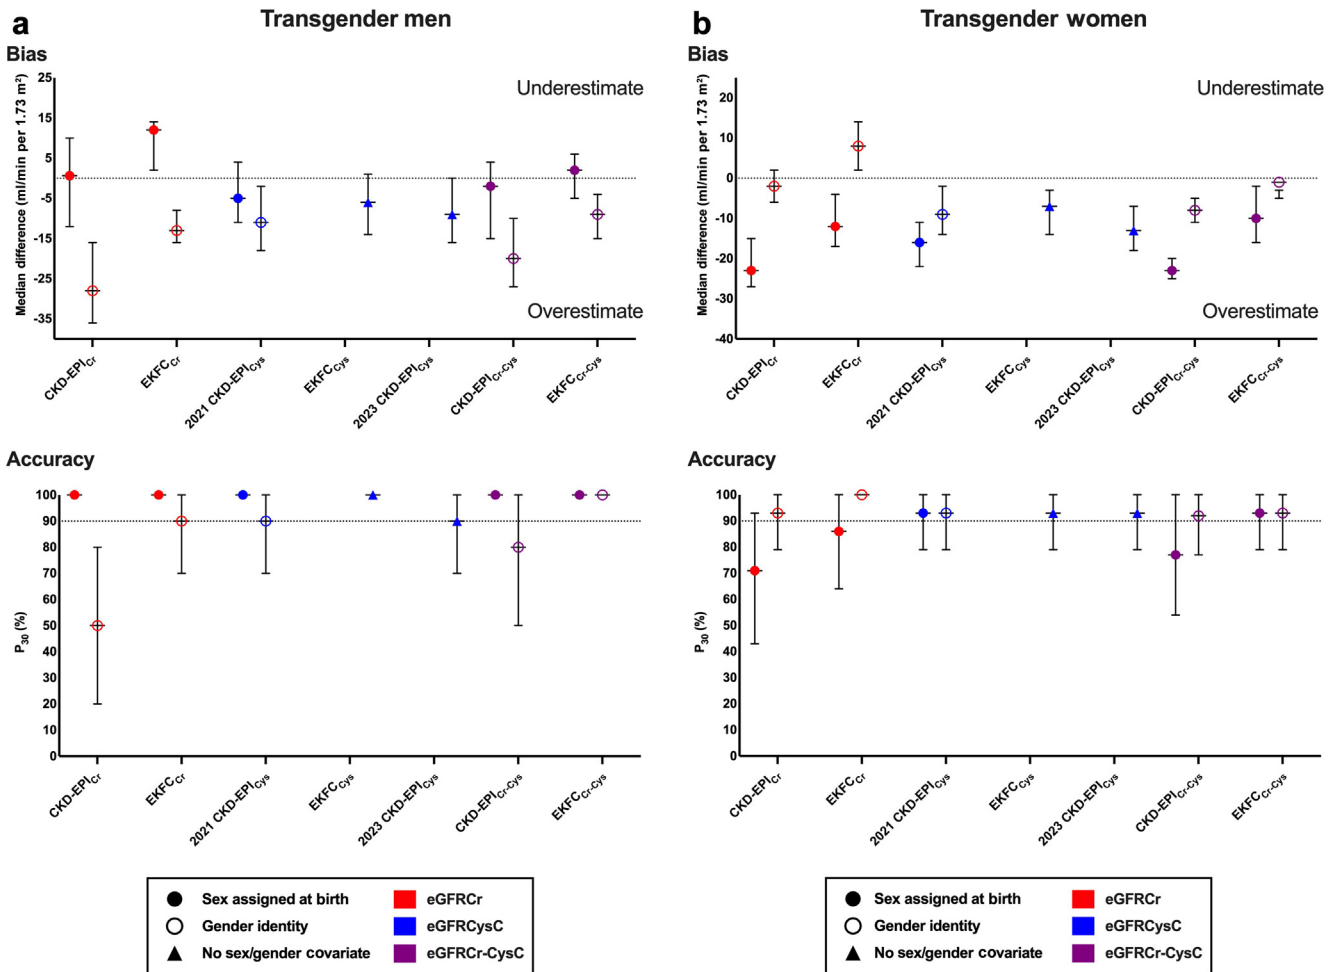 a
Transgender men
Bias
Median difference (ml/min per 1.73 m²)
25
15
5
-5
-15
-25
-35
Underestimate
Overestimate
CKD-EPICr
EKFCCr
2021 CKD-EPICys
EKFCCys
2023 CKD-EPICys
CKD-EPICr-Cys
EKFCCr-Cys
Accuracy
P30 (%)
100
90
80
70
60
50
40
30
20
10
0
CKD-EPICr
EKFCCr
2021 CKD-EPICys
EKFCCys
2023 CKD-EPICys
CKD-EPICr-Cys
EKFCCr-Cys
Sex assigned at birth
Gender identity
No sex/gender covariate
eGFRCr
eGFRCysC
eGFRCr-CysC
b
Transgender women
Bias
Median difference (ml/min per 1.73 m²)
20
10
0
-10
-20
-30
-40
Underestimate
Overestimate
CKD-EPICr
EKFCCr
2021 CKD-EPICys
EKFCCys
2023 CKD-EPICys
CKD-EPICr-Cys
EKFCCr-Cys
Accuracy
P30 (%)
100
90
80
70
60
50
40
30
20
10
0
CKD-EPICr
EKFCCr
2021 CKD-EPICys
EKFCCys
2023 CKD-EPICys
CKD-EPICr-Cys
EKFCCr-Cys
Sex assigned at birth
Gender identity
No sex/gender covariate
eGFRCr
eGFRCysC
eGFRCr-CysC